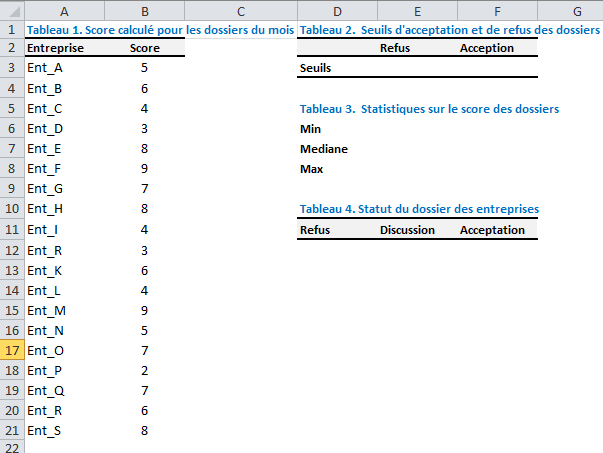 A B C D E F G
1 Tableau 1. Score calculé pour les dossiers du mois Tableau 2. Seuils d'acceptation et de refus des dossiers
2 Entreprise Score Refus Acception
3 Ent_A 5 Seuils
4 Ent_B 6
5 Ent_C 4 Tableau 3. Statistiques sur le score des dossiers
6 Ent_D 3 Min
7 Ent_E 8 Mediane
8 Ent_F 9 Max
9 Ent_G 7
10 Ent_H 8 Tableau 4. Statut du dossier des entreprises
11 Ent_I 4 Refus Discussion Acceptation
12 Ent_R 3
13 Ent_K 6
14 Ent_L 4
15 Ent_M 9
16 Ent_N 5
17 Ent_O 7
18 Ent_P 2
19 Ent_Q 7
20 Ent_R 6
21 Ent_S 8
22